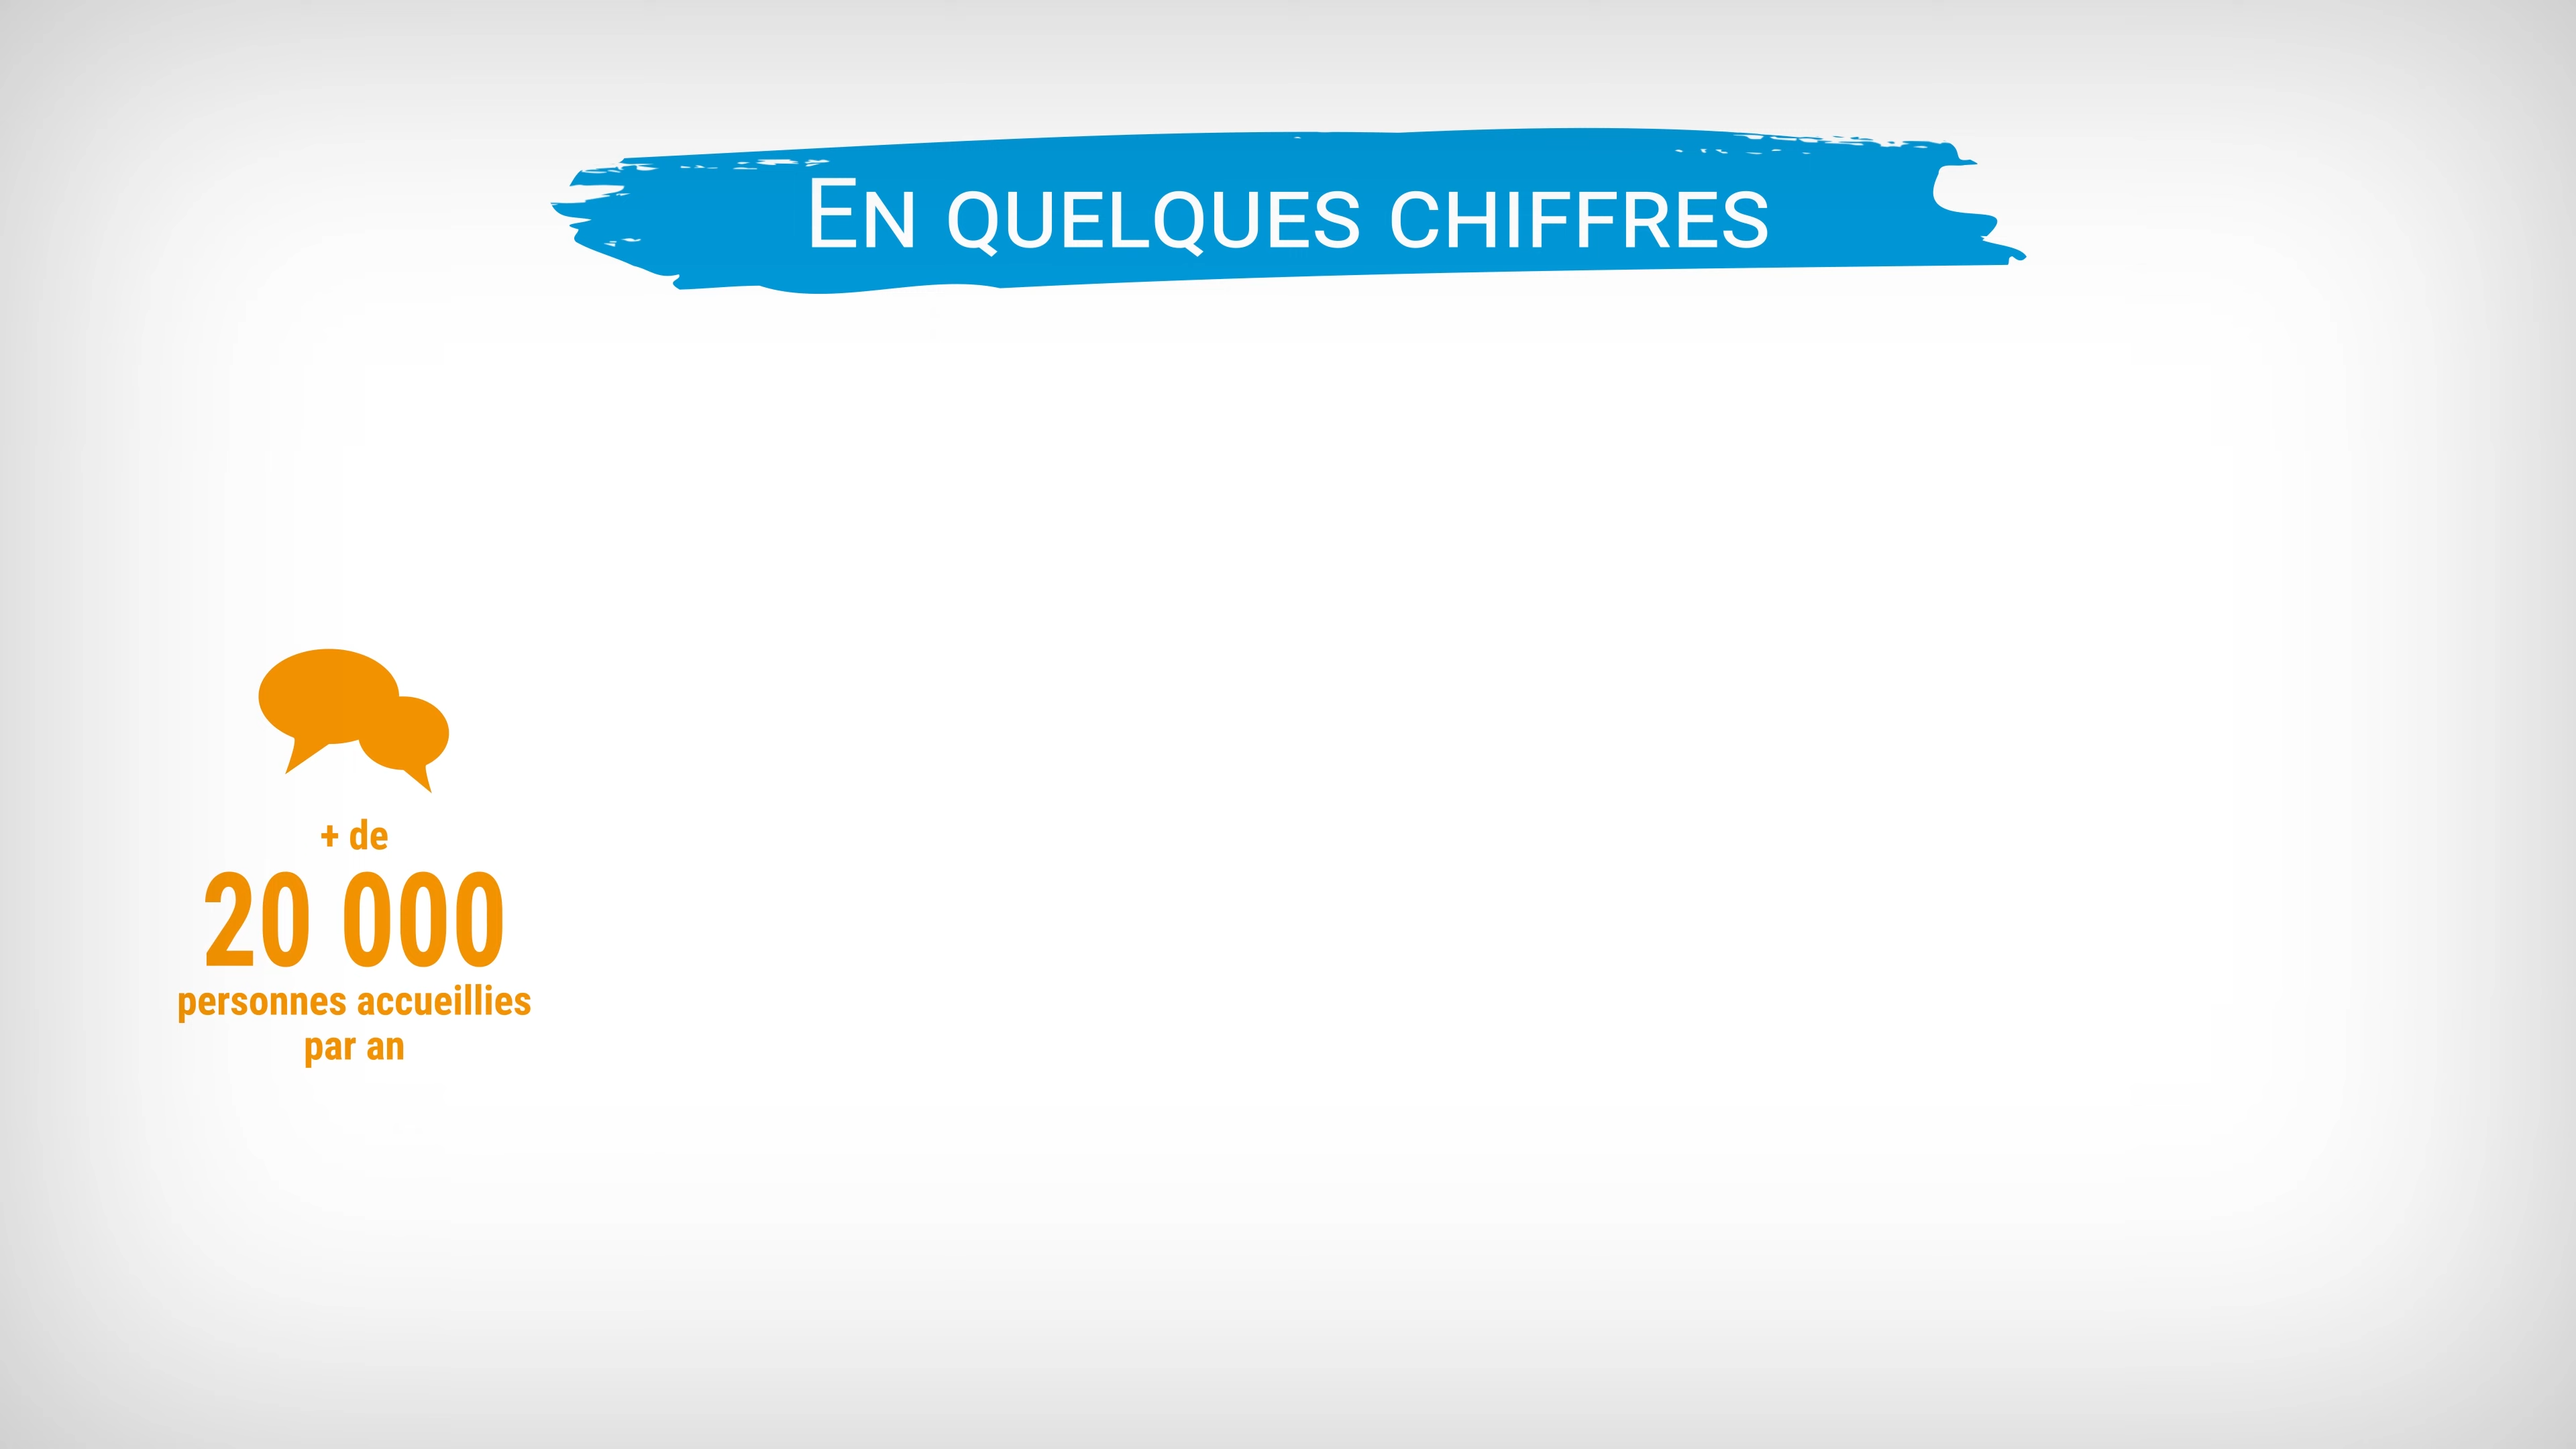 En quelques chiffres
+ de
20 000
personnes accueillies
par an